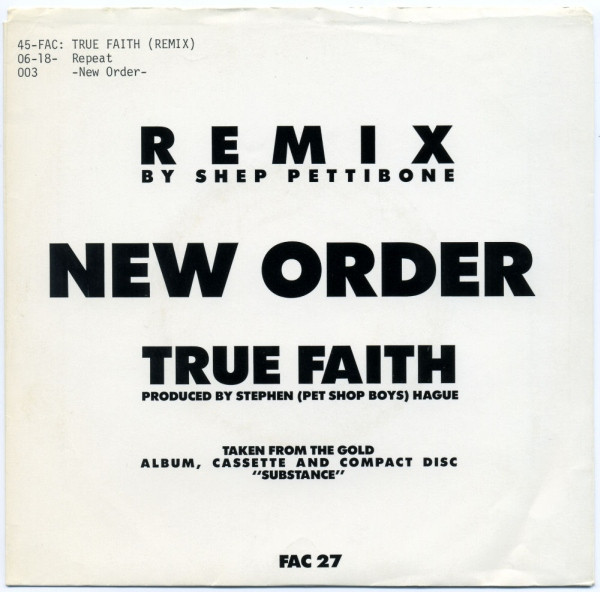 45-FAC: TRUE FAITH (REMIX)
06-18- Repeat
003 -New Order-
REMIX
BY SHEP PETTIBONE
NEW ORDER
TRUE FAITH
PRODUCED BY STEPHEN (PET SHOP BOYS) HAGUE
TAKEN FROM THE GOLD
ALBUM, CASSETTE AND COMPACT DISC
"SUBSTANCE"
FAC 27